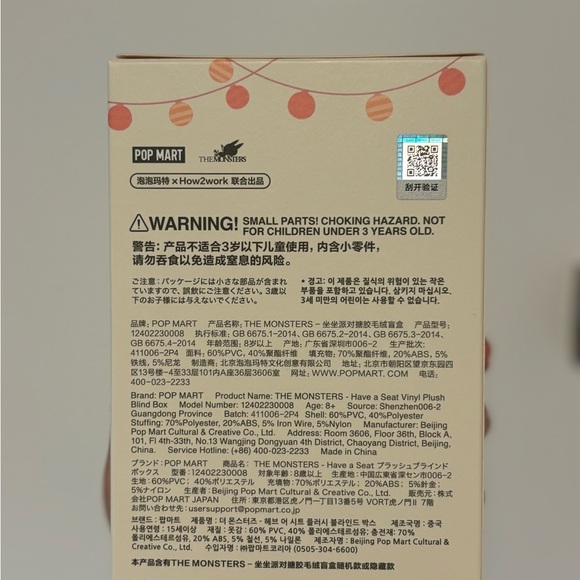 POP MART THE MONSTERS
泡泡玛特 × How2work 联合出品
刮开验证
WARNING! SMALL PARTS! CHOKING HAZARD. NOT
FOR CHILDREN UNDER 3 YEARS OLD.
警告: 产品不适合3岁以下儿童使用，内含小零件，
请勿吞食以免造成窒息的风险。
ご注意: パッケージには小さな部品が含まれ
ていますので、誤飲にご注意ください。3歳以
下のお子様には与えないでください。
* 경고: 이 제품은 질식의 위험이 있는 작은
부품을 포함하고 있습니다. 삼키지 마십시오.
3세 미만의 어린이는 사용할 수 없습니다.
品牌: POP MART 产品名称: THE MONSTERS - 坐坐派对搪胶毛绒盲盒 产品型号:
12402230008 执行标准: GB 6675.1-2014、GB 6675.2-2014、GB 6675.3-2014、
GB 6675.4-2014 年龄: 8岁以上 产地: 广东省深圳市006-2 生产批次:
411006-2P4 面料: 60%PVC, 40%聚酯纤维 填充物: 70%聚酯纤维, 20%ABS, 5%
铁线, 5%尼龙 制造商: 北京泡泡玛特文化创意有限公司 地址: 北京市朝阳区望京东园四
区13号楼-4至33层101内A座36层3606室 网址: WWW.POPMART.COM 电话:
400-023-2233
Brand: POP MART Product Name: THE MONSTERS - Have a Seat Vinyl Plush
Blind Box Model Number: 12402230008 Age: 8+ Source: Shenzhen006-2
Guangdong Province Batch: 411006-2P4 Shell: 60%PVC, 40%Polyester
Stuffing: 70%Polyester, 20%ABS, 5% Iron Wire, 5%Nylon Manufacturer: Beijing
Pop Mart Cultural & Creative Co., Ltd. Address: Room 3606, Floor 36th, Block A,
101, Fl 4th-33th, No.13 Wangjing Dongyuan 4th District, Chaoyang District, Beijing,
China. Service Hotline: (+86) 400-023-2233 Made in China
ブランド: POP MART 商品名: THE MONSTERS - Have a Seat プラッシュブラインド
ボックス 型番: 12402230008 対象年齢: 8歳以上 産地: 中国広東省深セン市006-2
生地: 60%PVC; 40%ポリエステル 充填物: 70%ポリエステル; 20%ABS; 5%針金;
5%ナイロン 生産者: Beijing Pop Mart Cultural & Creative Co., Ltd. 販売元: 株式
会社POP MART JAPAN 住所: 東京都港区虎ノ門一丁目13番5号 VORT虎ノ門Ⅱ 7階
お問い合わせ先: usersupport@popmart.co.jp
브랜드: 팝마트 제품명: 더 몬스터즈 - 해브 어 시트 플러시 블라인드 박스 제조국명: 중국
사용연령: 15세이상 재질: 옷감: 60% PVC, 40% 폴리에스테르섬유; 충전재: 70%
폴리에스테르섬유, 20% ABS, 5% 철선, 5% 나일론 제조자명: Beijing Pop Mart Cultural &
Creative Co., Ltd. 수입자명: ㈜팝마트코리아 (0505-304-6600)
本产品含有THE MONSTERS - 坐坐派对搪胶毛绒盲盒随机款或隐藏款